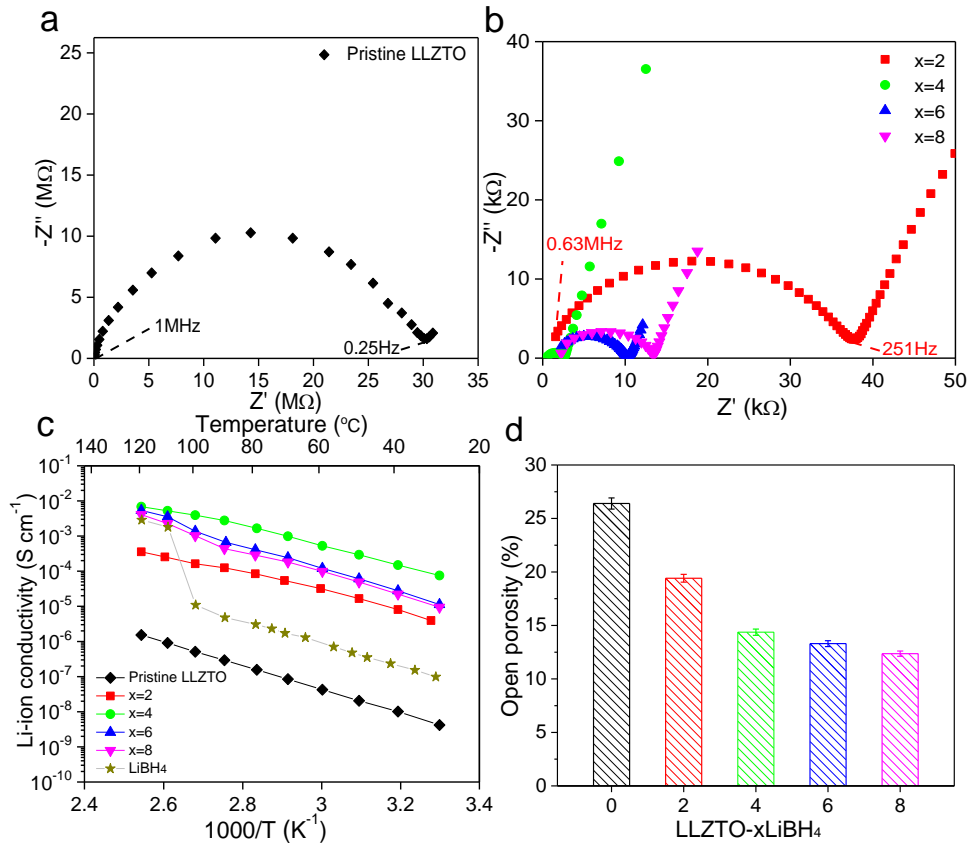 a
25
20
15
10
5
0
-Z'' (MΩ)
Pristine LLZTO
1MHz
0.25Hz
0 5 10 15 20 25 30 35
Z' (MΩ)
b
40
30
20
10
0
-Z'' (kΩ)
x=2
x=4
x=6
x=8
0.63MHz
251Hz
0 10 20 30 40 50
Z' (kΩ)
c
Temperature (°C)
140 120 100 80 60 40 20
10⁻¹
10⁻²
10⁻³
10⁻⁴
10⁻⁵
10⁻⁶
10⁻⁷
10⁻⁸
10⁻⁹
10⁻¹⁰
Li-ion conductivity (S cm⁻¹)
Pristine LLZTO
x=2
x=4
x=6
x=8
LiBH₄
2.4 2.6 2.8 3 3.2 3.4
1000/T (K⁻¹)
d
30
25
20
15
10
5
0
Open porosity (%)
0 2 4 6 8
LLZTO-xLiBH₄